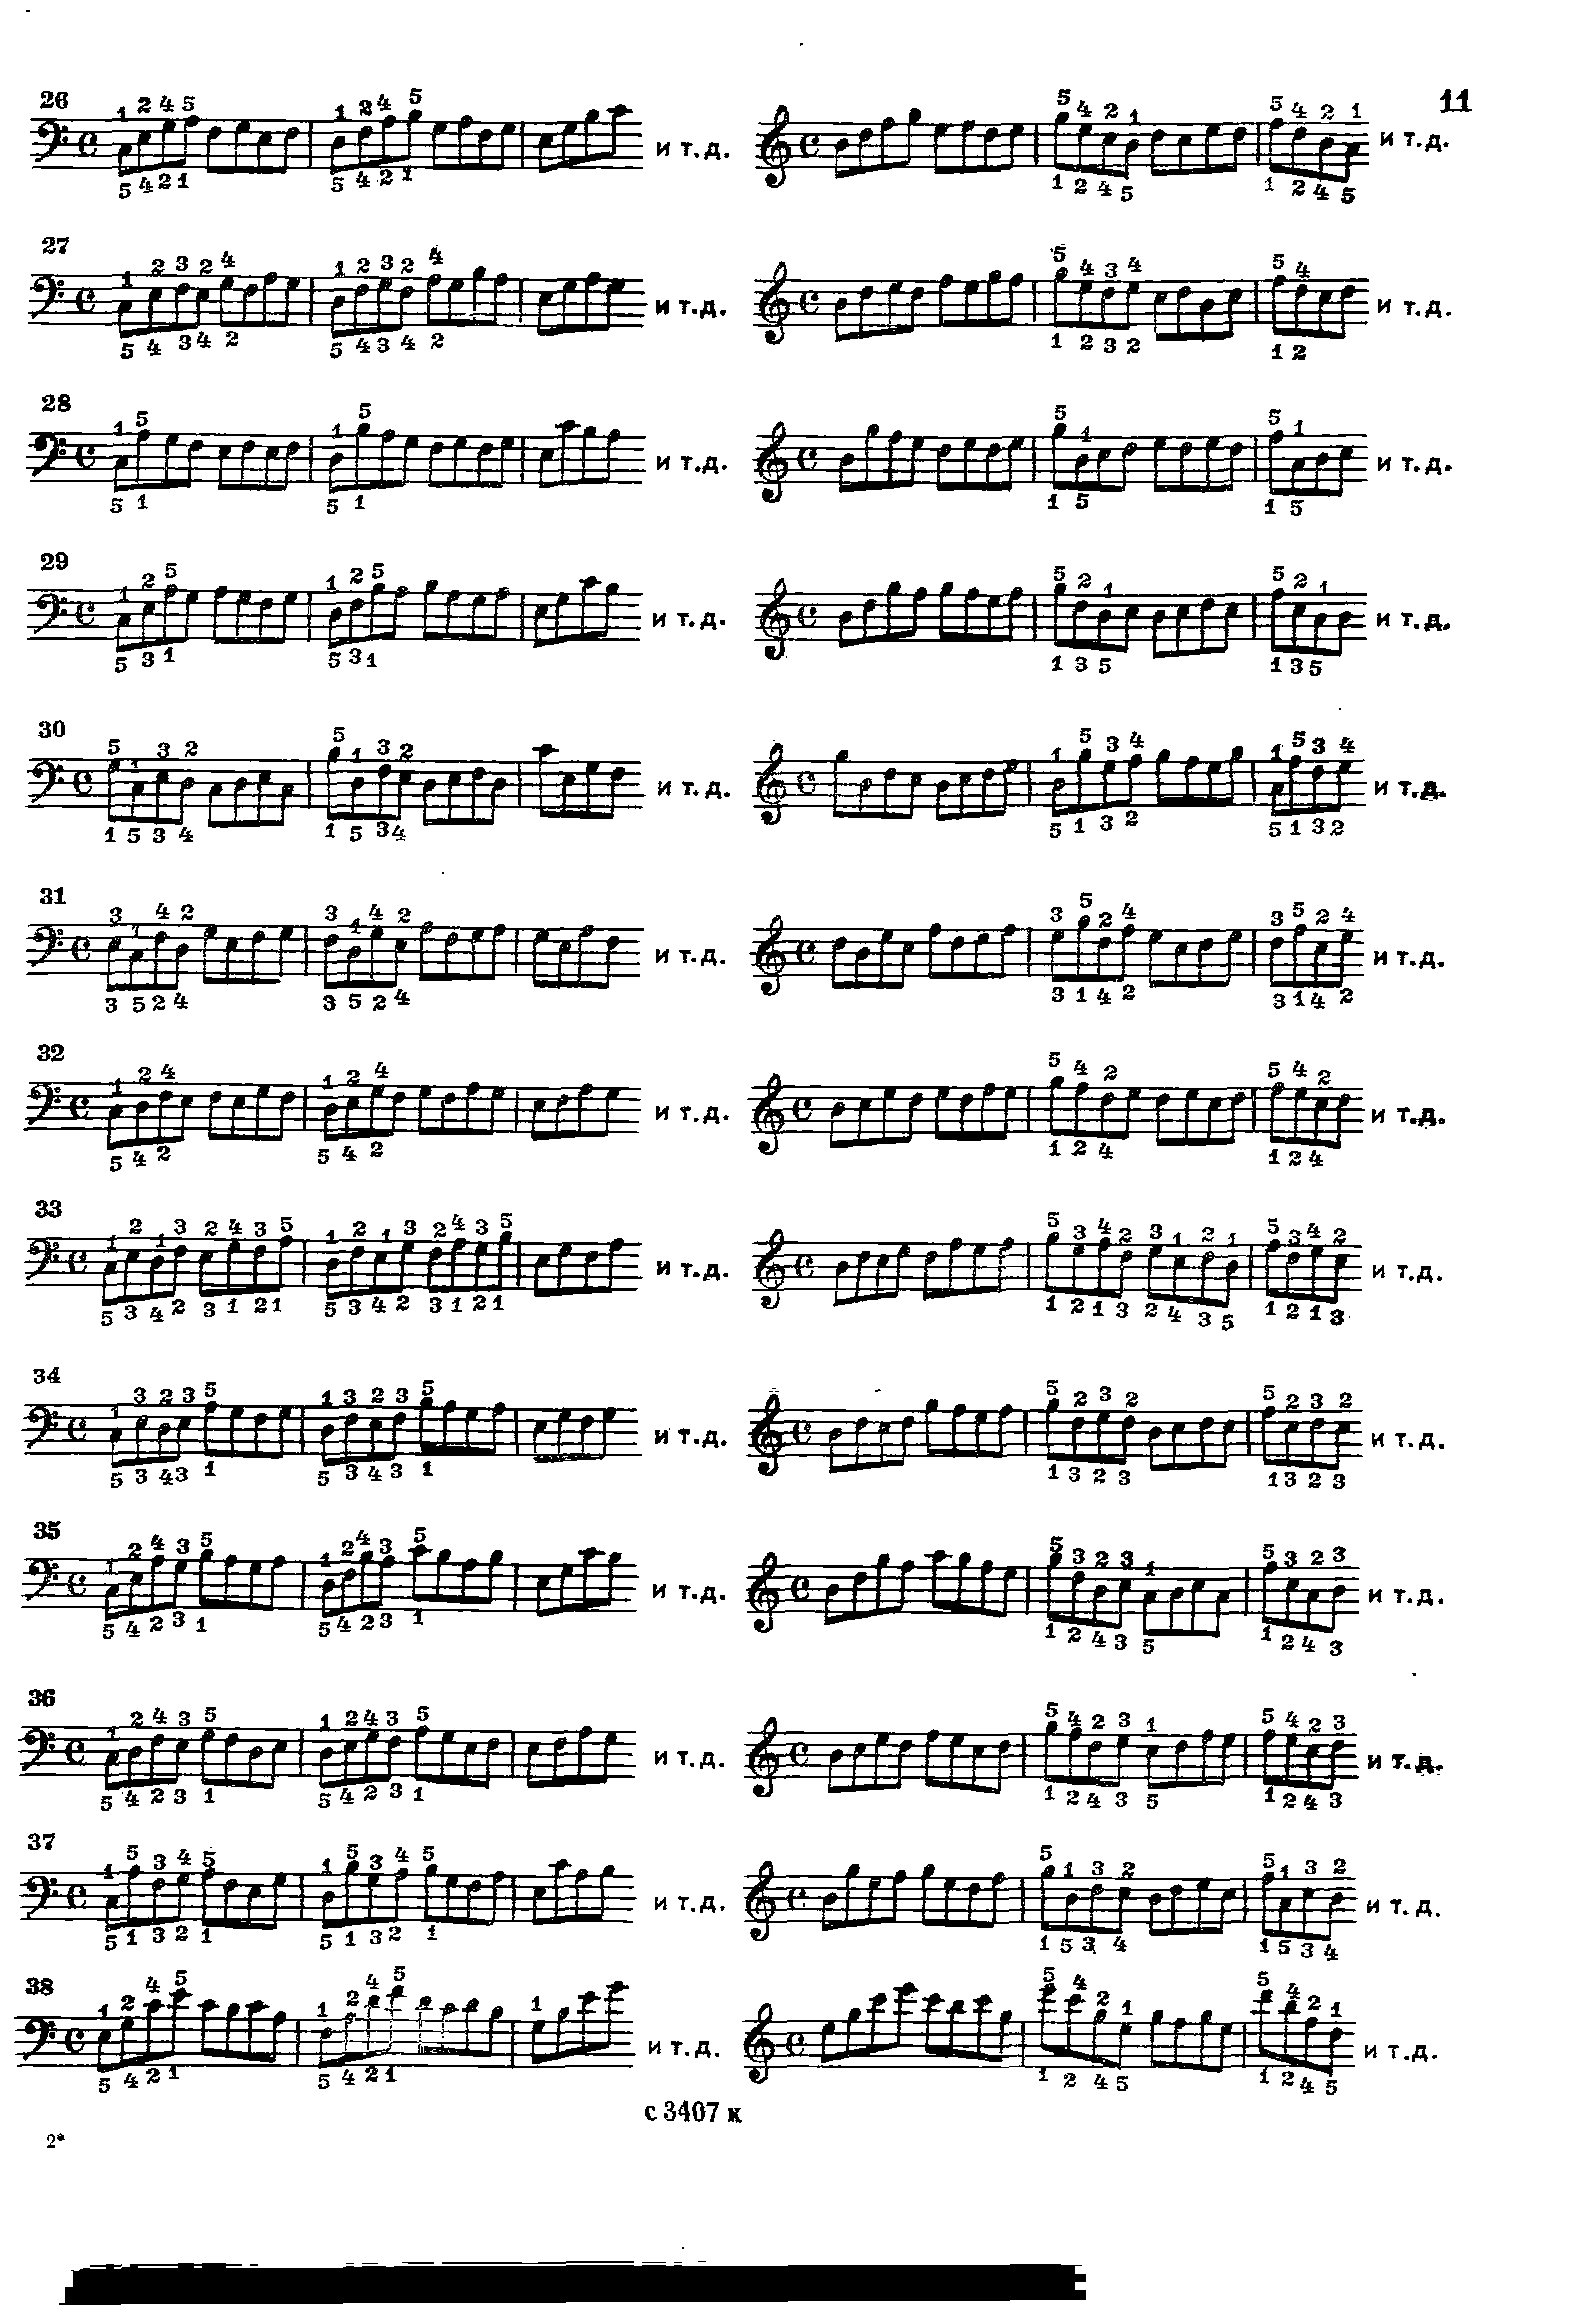 11
26 и т.д. и т.д.
27 и т.д. и т.д.
28 и т.д. и т.д.
29 и т.д. и т.д.
30 и т.д. и т.д.
31 и т.д. и т.д.
32 и т.д. и т.д.
33 и т.д. и т.д.
34 и т.д. и т.д.
35 и т.д. и т.д.
36 и т.д. и т.д.
37 и т.д. и т.д.
38 и т.д. и т.д.
с 3407 к
2*